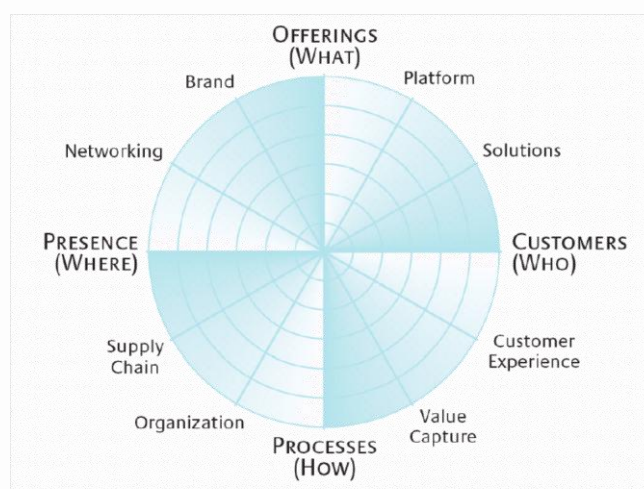 OFFERINGS
(WHAT)
Brand
Platform
Networking
Solutions
PRESENCE
(WHERE)
CUSTOMERS
(WHO)
Supply
Chain
Customer
Experience
Organization
Value
Capture
PROCESSES
(HOW)